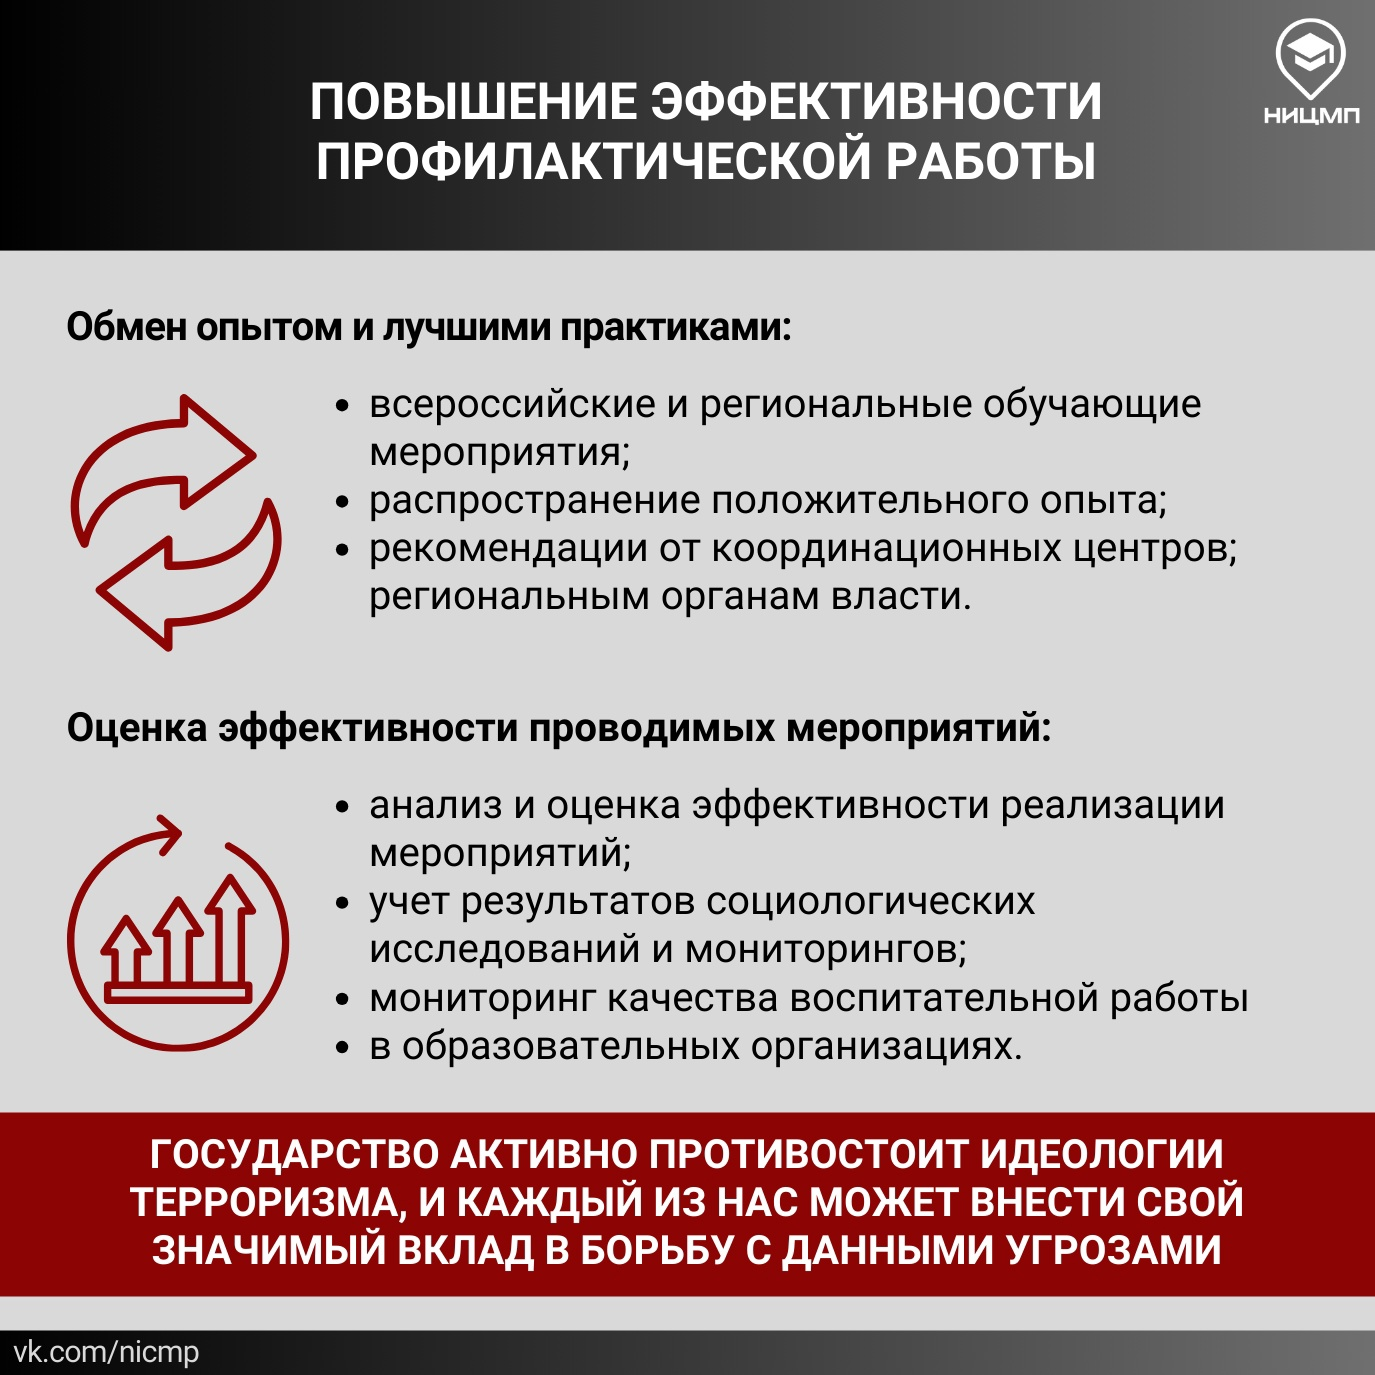 НИЦМП
ПОВЫШЕНИЕ ЭФФЕКТИВНОСТИ
ПРОФИЛАКТИЧЕСКОЙ РАБОТЫ
Обмен опытом и лучшими практиками:
• всероссийские и региональные обучающие
мероприятия;
• распространение положительного опыта;
• рекомендации от координационных центров;
региональным органам власти.
Оценка эффективности проводимых мероприятий:
• анализ и оценка эффективности реализации
мероприятий;
• учет результатов социологических
исследований и мониторингов;
• мониторинг качества воспитательной работы
• в образовательных организациях.
ГОСУДАРСТВО АКТИВНО ПРОТИВОСТОИТ ИДЕОЛОГИИ
ТЕРРОРИЗМА, И КАЖДЫЙ ИЗ НАС МОЖЕТ ВНЕСТИ СВОЙ
ЗНАЧИМЫЙ ВКЛАД В БОРЬБУ С ДАННЫМИ УГРОЗАМИ
vk.com/nicmp